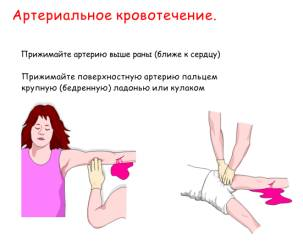 Артериальное кровотечение.
Прижимайте артерию выше раны (ближе к сердцу)
Прижимайте поверхностную артерию пальцем
крупную (бедренную) ладонью или кулаком